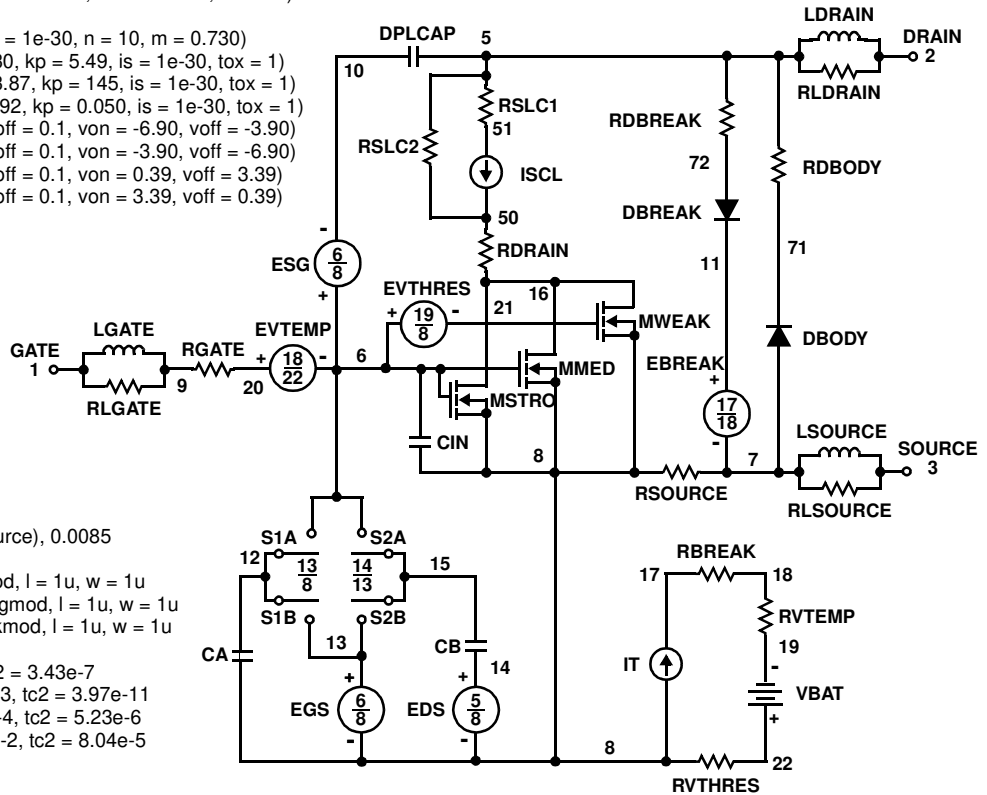 = 1e-30, n = 10, m = 0.730)
30, kp = 5.49, is = 1e-30, tox = 1)
3.87, kp = 145, is = 1e-30, tox = 1)
92, kp = 0.050, is = 1e-30, tox = 1)
off = 0.1, von = -6.90, voff = -3.90)
off = 0.1, von = -3.90, voff = -6.90)
off = 0.1, von = 0.39, voff = 3.39)
off = 0.1, von = 3.39, voff = 0.39)
urce), 0.0085
od, l = 1u, w = 1u
gmod, l = 1u, w = 1u
kmod, l = 1u, w = 1u
2 = 3.43e-7
3, tc2 = 3.97e-11
-4, tc2 = 5.23e-6
-2, tc2 = 8.04e-5
LDRAIN
DPLCAP
5
DRAIN
2
10
RLDRAIN
RSLC1
51
RDBREAK
RSLC2
72
RDBODY
ISCL
50
DBREAK
-
RDRAIN
71
ESG
6
8
11
+
EVTHRES
16
+
19
8
-
21
MWEAK
LGATE
EVTEMP
DBODY
GATE
1
RGATE
+
18
22
-
6
MMED
EBREAK
+
9
20
MSTRO
RLGATE
17
18
LSOURCE
CIN
-
SOURCE
3
8
7
RSOURCE
RLSOURCE
S1A
S2A
RBREAK
12
13
8
14
13
15
17
18
S1B
S2B
RVTEMP
13
CB
19
CA
14
IT
-
+
+
VBAT
EGS
6
8
EDS
5
8
+
-
-
8
22
RVTHRES